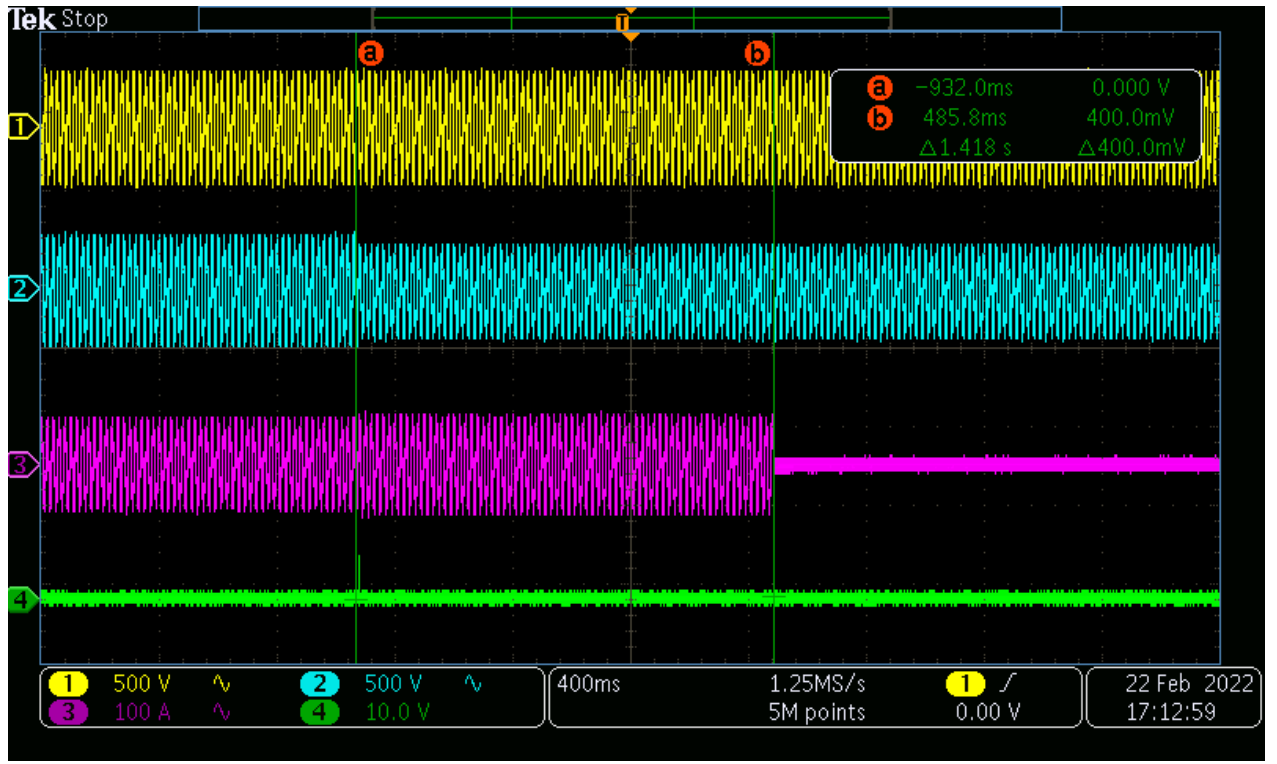 Tek Stop
T
a b
a -932.0ms 0.000 V
b 485.8ms 400.0mV
△1.418 s △400.0mV
1
2
3
4
1 500 V ∿ 2 500 V ∿ 400ms 1.25MS/s 1 ∫ 22 Feb 2022
3 100 A ∿ 4 10.0 V 5M points 0.00 V 17:12:59